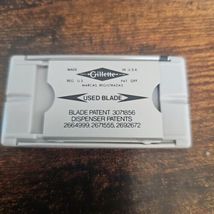 MADE IN U.S.A.
Gillette
REG. U.S. PAT. OFF.
MARCAS REGISTRADAS
USED BLADE
BLADE PATENT 3071856
DISPENSER PATENTS
2664999, 2671555, 2692672